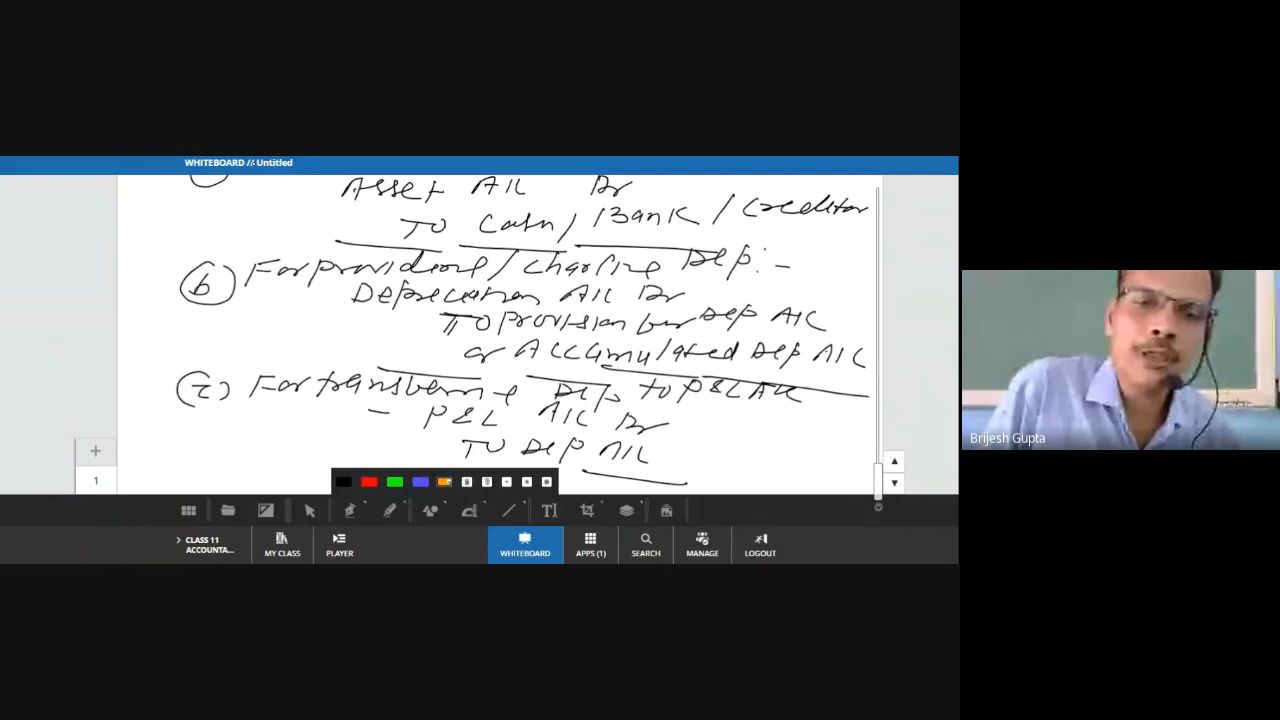 WHITEBOARD // Untitled
Asset A/C Dr
To Cash / Bank / Creditor
(b) For providing / Charging Dep: -
Depreciation A/C Dr
To provision for Dep A/C
or Accumulated Dep A/C
(c) For transferring Dep to P&L A/C
- P&L A/C Dr
To Dep A/C
1
CLASS 11
ACCOUNTA...
MY CLASS
PLAYER
WHITEBOARD
APPS (1)
SEARCH
MANAGE
LOGOUT
Brijesh Gupta